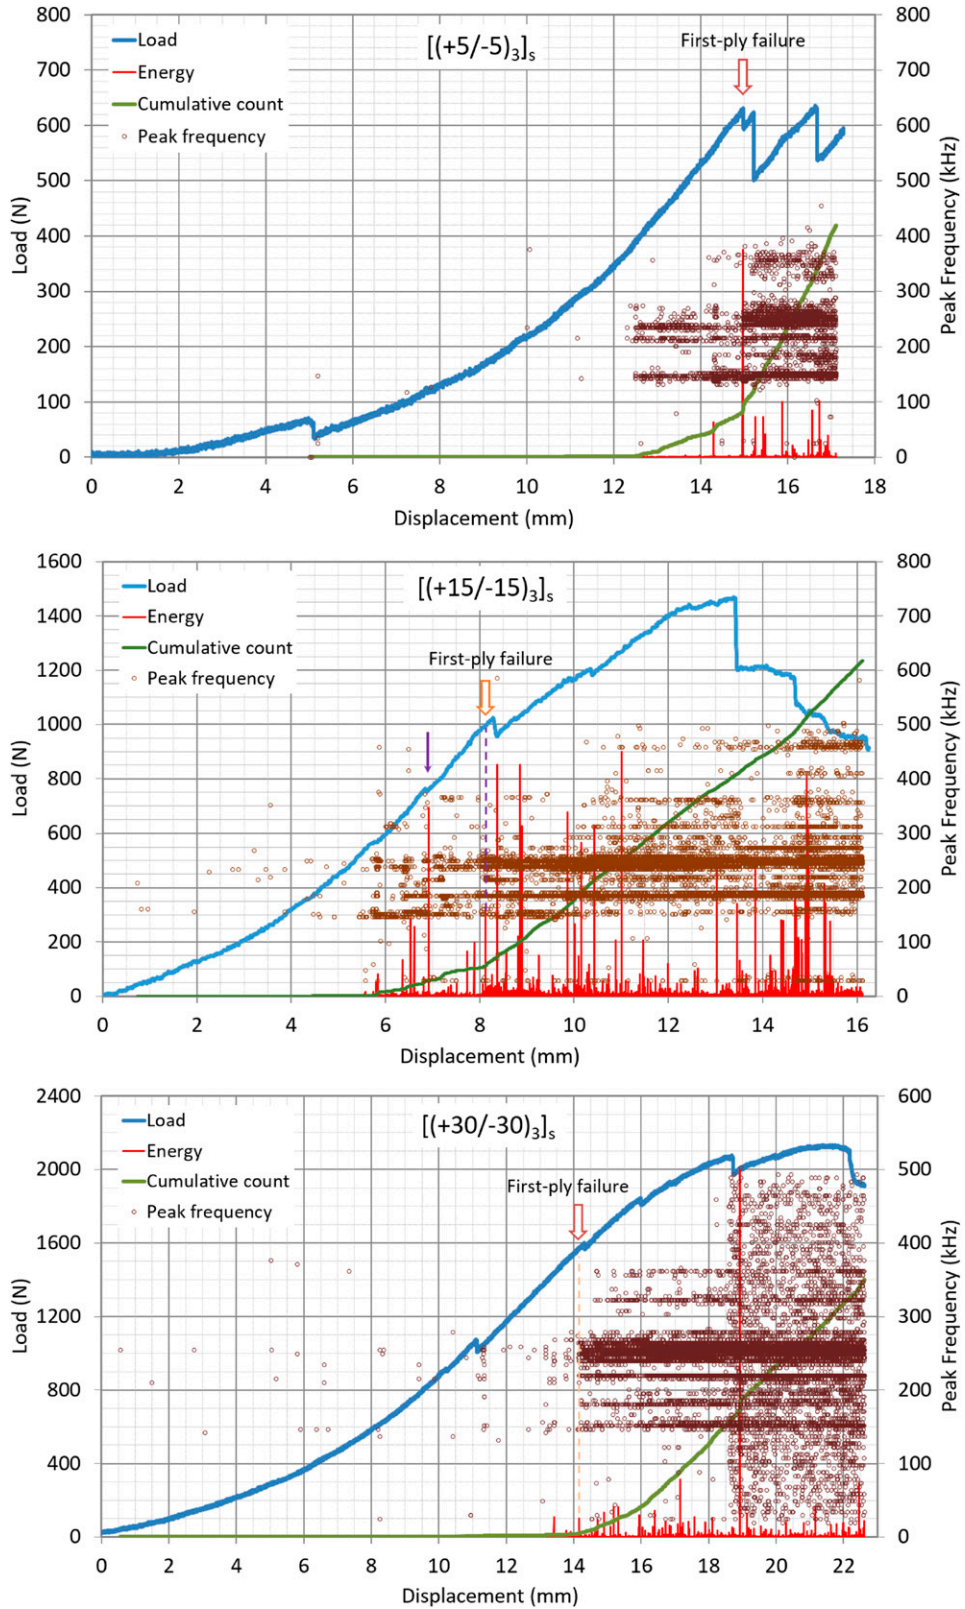 [(+5/-5)₃]ₛ
First-ply failure
Load
Energy
Cumulative count
Peak frequency
Load (N)
800
700
600
500
400
300
200
100
0
Peak Frequency (kHz)
800
700
600
500
400
300
200
100
0
0 2 4 6 8 10 12 14 16 18
Displacement (mm)
[(+15/-15)₃]ₛ
First-ply failure
Load
Energy
Cumulative count
Peak frequency
Load (N)
1600
1400
1200
1000
800
600
400
200
0
Peak Frequency (kHz)
800
700
600
500
400
300
200
100
0
0 2 4 6 8 10 12 14 16
Displacement (mm)
[(+30/-30)₃]ₛ
First-ply failure
Load
Energy
Cumulative count
Peak frequency
Load (N)
2400
2000
1600
1200
800
400
0
Peak Frequency (kHz)
600
500
400
300
200
100
0
0 2 4 6 8 10 12 14 16 18 20 22
Displacement (mm)